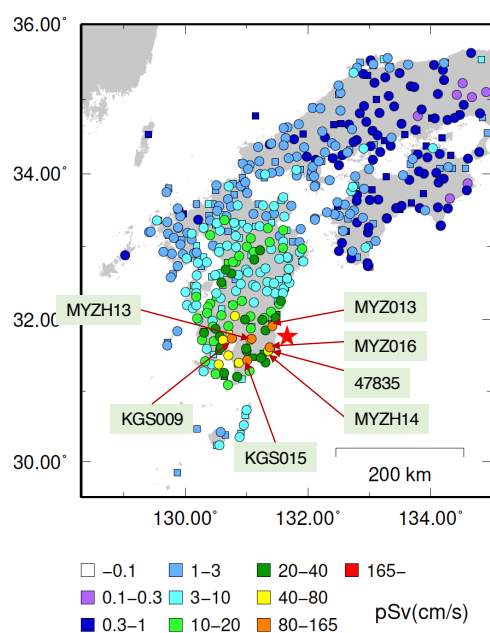 36.00°
34.00°
32.00°
30.00°
MYZH13
MYZ013
MYZ016
47835
MYZH14
KGS009
KGS015
200 km
130.00°
132.00°
134.00°
−0.1
1−3
20−40
165−
0.1−0.3
3−10
40−80
0.3−1
10−20
80−165
pSv(cm/s)